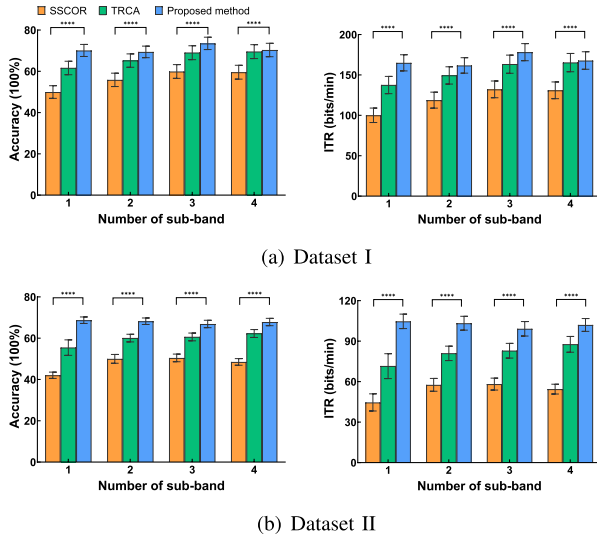 SSCOR TRCA Proposed method
**** **** **** ****
80
60
40
20
0
Accuracy (100%)
1 2 3 4
Number of sub-band
**** **** **** ****
200
150
100
50
0
ITR (bits/min)
1 2 3 4
Number of sub-band
(a) Dataset I
**** **** **** ****
80
60
40
20
0
Accuracy (100%)
1 2 3 4
Number of sub-band
**** **** **** ****
120
90
60
30
0
ITR (bits/min)
1 2 3 4
Number of sub-band
(b) Dataset II